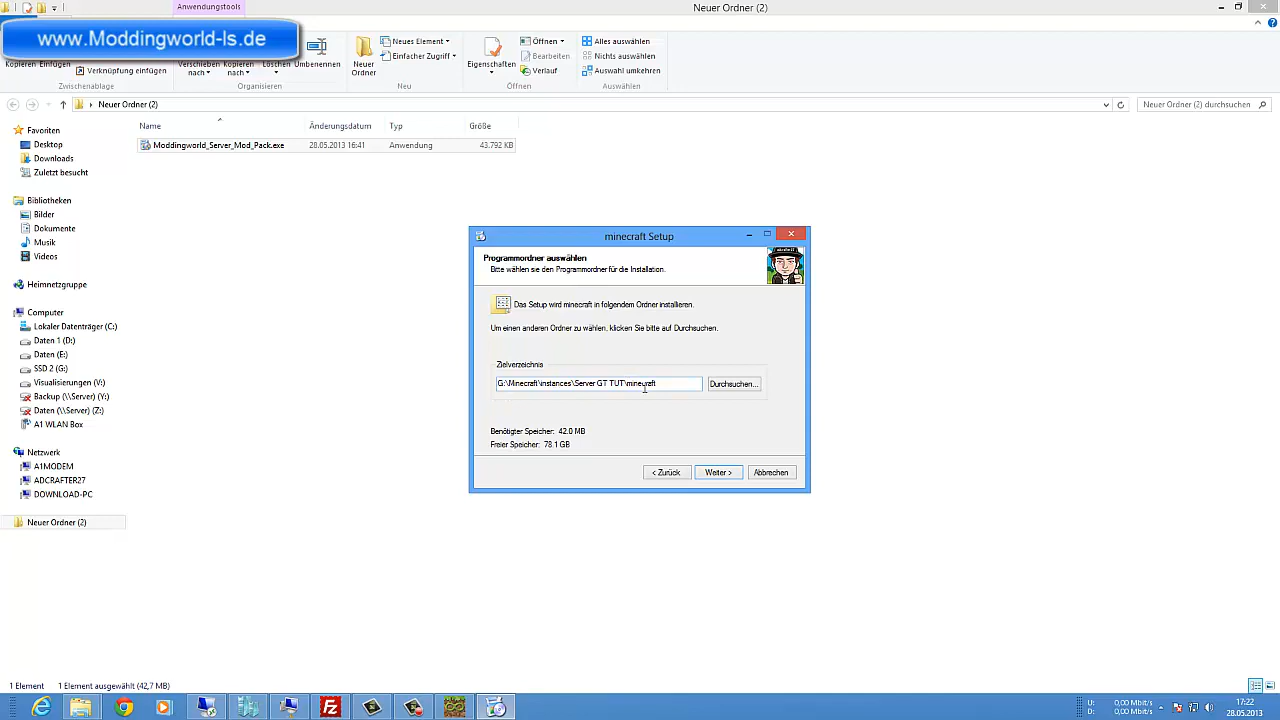 Anwendungstools
Neuer Ordner (2)
www.Moddingworld-ls.de
Kopieren Einfügen
Verknüpfung einfügen
Verschieben nach
Kopieren nach
Löschen
Umbenennen
Neuer Ordner
Neues Element
Einfacher Zugriff
Eigenschaften
Öffnen
Bearbeiten
Verlauf
Alles auswählen
Nichts auswählen
Auswahl umkehren
Zwischenablage
Organisieren
Neu
Öffnen
Auswählen
Neuer Ordner (2)
Neuer Ordner (2) durchsuchen
Name
Änderungsdatum
Typ
Größe
Moddingworld_Server_Mod_Pack.exe
28.05.2013 16:41
Anwendung
43.792 KB
Favoriten
Desktop
Downloads
Zuletzt besucht
Bibliotheken
Bilder
Dokumente
Musik
Videos
Heimnetzgruppe
Computer
Lokaler Datenträger (C:)
Daten 1 (D:)
Daten (E:)
SSD 2 (G:)
Visualisierungen (V:)
Backup (\\Server) (Y:)
Daten (\\Server) (Z:)
A1 WLAN Box
Netzwerk
A1MODEM
ADCRAFTER27
DOWNLOAD-PC
Neuer Ordner (2)
minecraft Setup
Programmordner auswählen
Bitte wählen sie den Programmordner für die Installation.
Das Setup wird minecraft in folgendem Ordner installieren.
Um einen anderen Ordner zu wählen, klicken Sie bitte auf Durchsuchen.
Zielverzeichnis
G:\Minecraft\instances\Server GT TUT\minecraft
Durchsuchen...
Benötigter Speicher: 42.0 MB
Freier Speicher: 78.1 GB
< Zurück
Weiter >
Abbrechen
1 Element
1 Element ausgewählt (42,7 MB)
U: 0,00 Mbit/s
D: 0,00 Mbit/s
17:22
28.05.2013